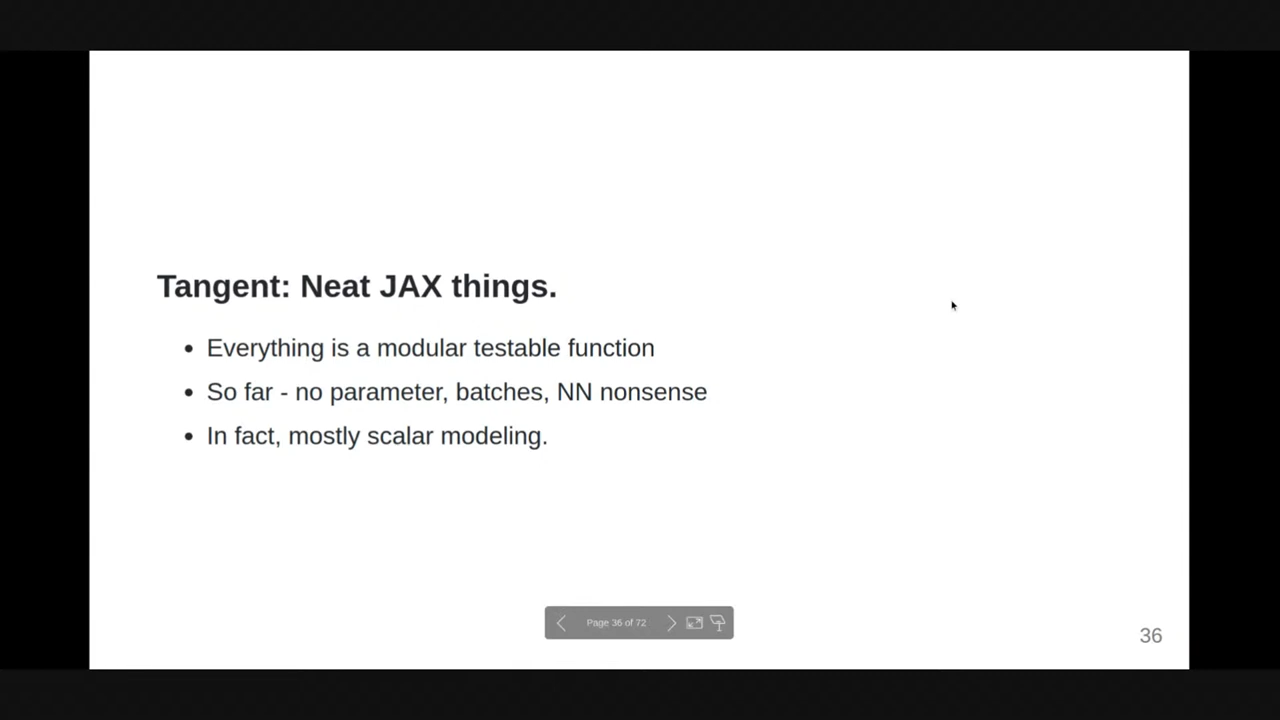 Tangent: Neat JAX things.
• Everything is a modular testable function
• So far - no parameter, batches, NN nonsense
• In fact, mostly scalar modeling.
Page 36 of 72
36